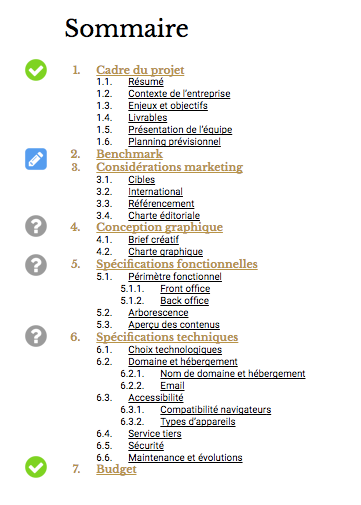 Sommaire
1. Cadre du projet
1.1. Résumé
1.2. Contexte de l'entreprise
1.3. Enjeux et objectifs
1.4. Livrables
1.5. Présentation de l'équipe
1.6. Planning prévisionnel
2. Benchmark
3. Considérations marketing
3.1. Cibles
3.2. International
3.3. Référencement
3.4. Charte éditoriale
4. Conception graphique
4.1. Brief créatif
4.2. Charte graphique
5. Spécifications fonctionnelles
5.1. Périmètre fonctionnel
5.1.1. Front office
5.1.2. Back office
5.2. Arborescence
5.3. Aperçu des contenus
6. Spécifications techniques
6.1. Choix technologiques
6.2. Domaine et hébergement
6.2.1. Nom de domaine et hébergement
6.2.2. Email
6.3. Accessibilité
6.3.1. Compatibilité navigateurs
6.3.2. Types d'appareils
6.4. Service tiers
6.5. Sécurité
6.6. Maintenance et évolutions
7. Budget